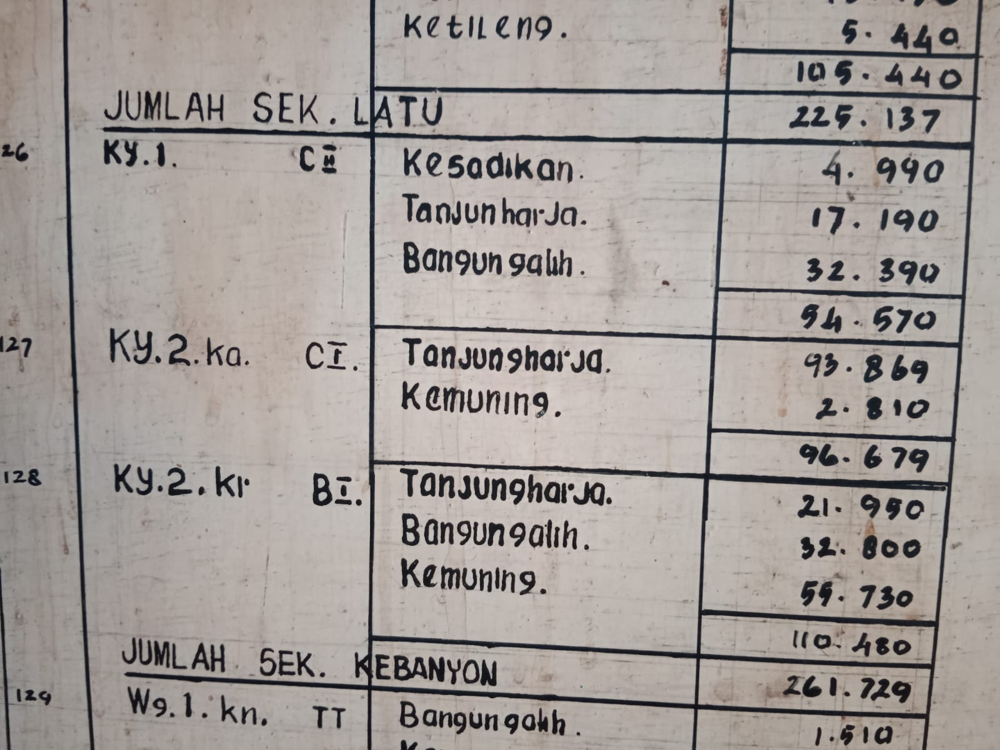 Ketileng. 5.440
105.440
JUMLAH SEK. LATU 225.137
26 KY.1. CII Kesadikan. 4.990
Tanjunharja. 17.190
Bangungalih. 32.390
54.570
127 KY.2.ka. CI. Tanjungharja. 93.869
Kemuning. 2.810
96.679
128 KY.2.kr BI. Tanjungharja. 21.950
Bangungalih. 32.800
Kemuning. 55.730
110.480
JUMLAH SEK. KEBANYON 261.729
129 Wg.1.kn. TT Bangungalih. 1.510